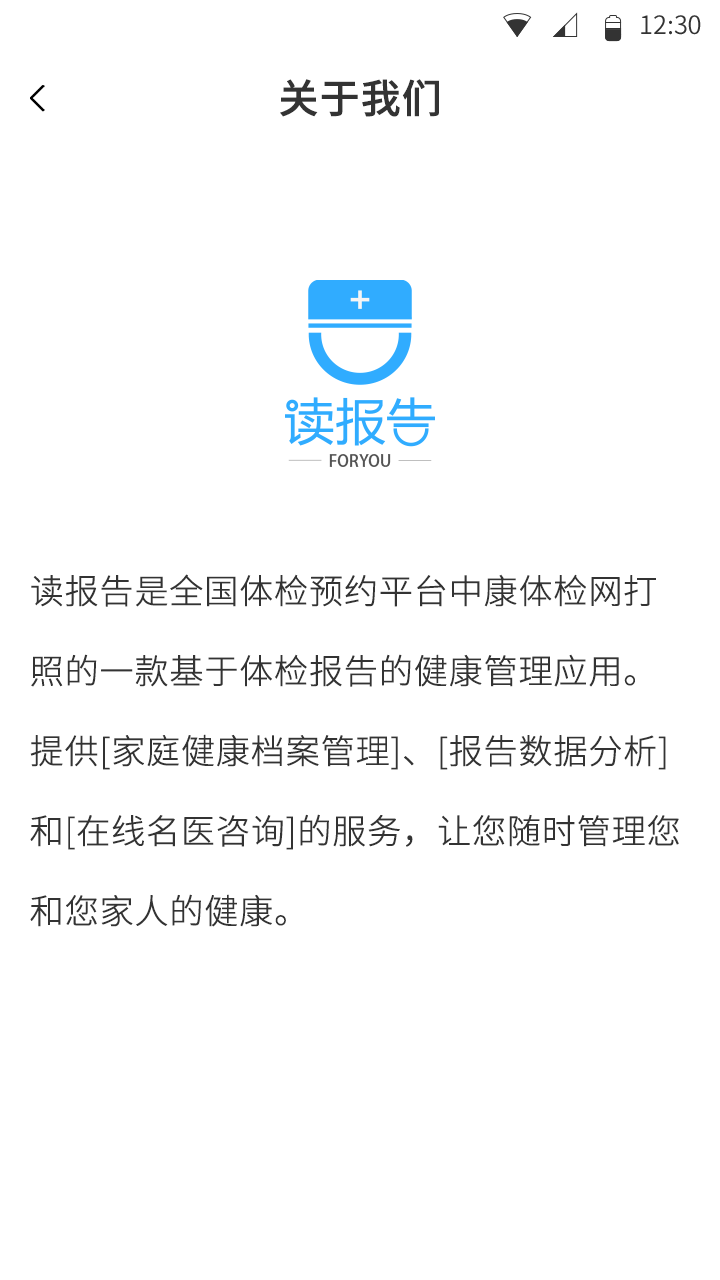 12:30
关于我们
读报告
FORYOU
读报告是全国体检预约平台中康体检网打
照的一款基于体检报告的健康管理应用。
提供[家庭健康档案管理]、[报告数据分析]
和[在线名医咨询]的服务，让您随时管理您
和您家人的健康。